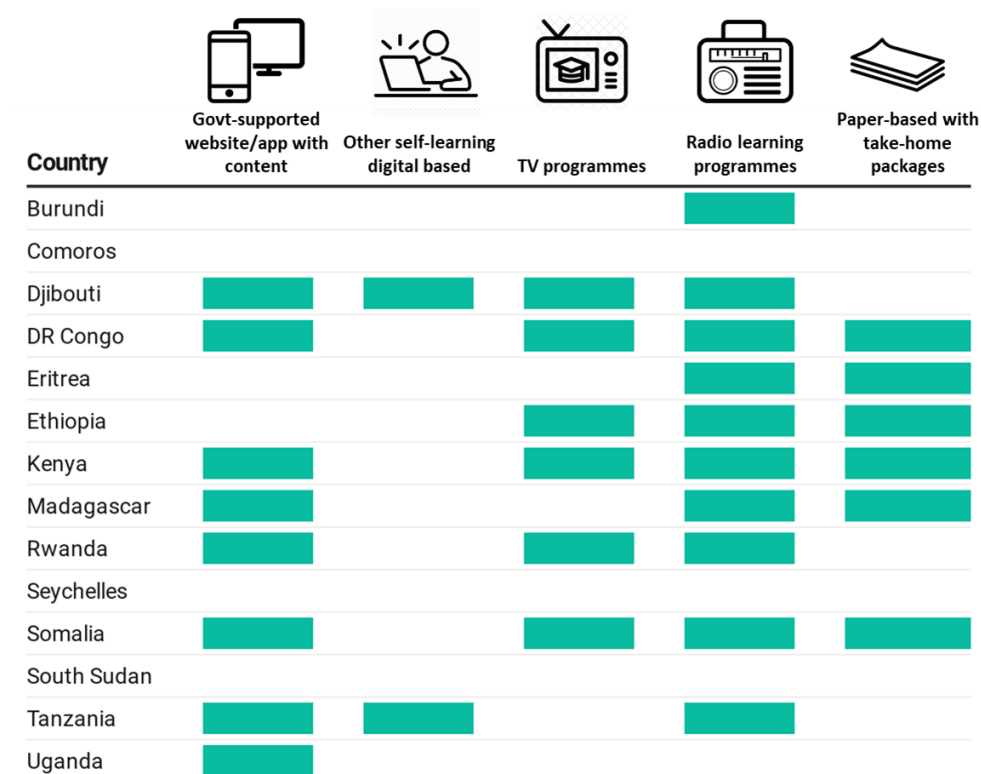 Govt-supported
website/app with
content
Other self-learning
digital based
TV programmes
Radio learning
programmes
Paper-based with
take-home
packages
Country
Burundi
Comoros
Djibouti
DR Congo
Eritrea
Ethiopia
Kenya
Madagascar
Rwanda
Seychelles
Somalia
South Sudan
Tanzania
Uganda